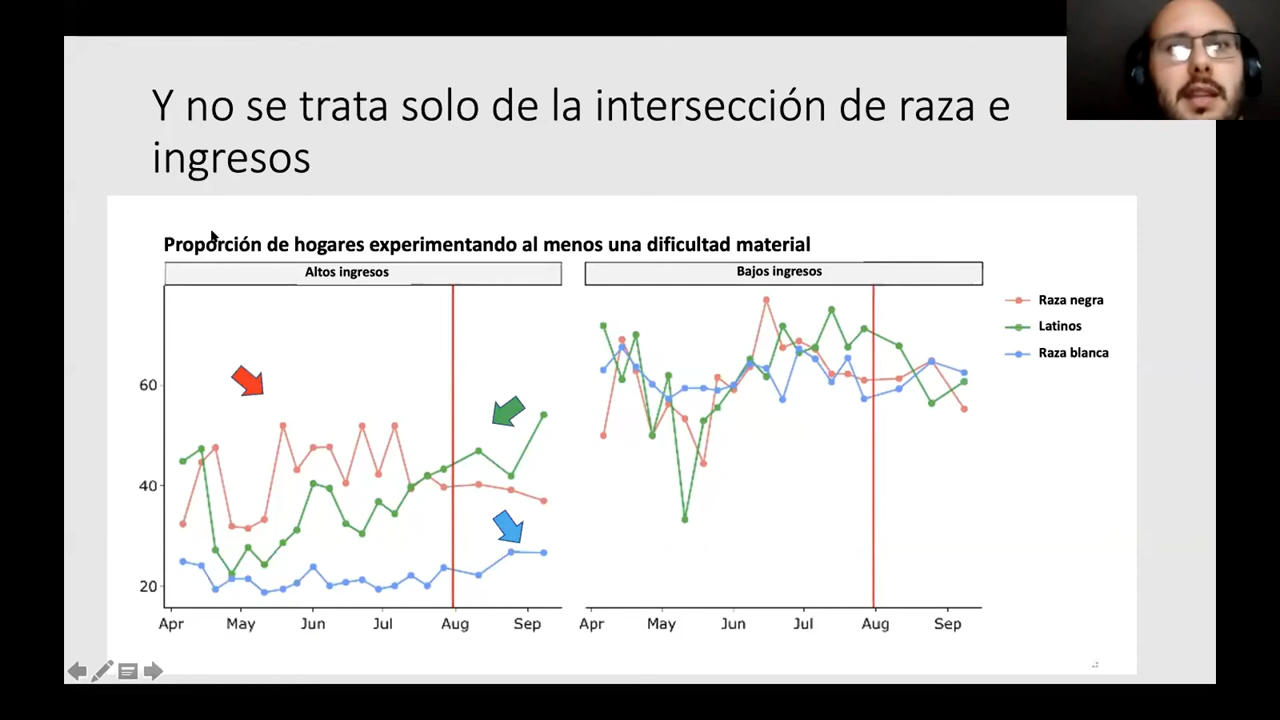 Y no se trata solo de la intersección de raza e
ingresos
Proporción de hogares experimentando al menos una dificultad material
Altos ingresos
Bajos ingresos
Raza negra
Latinos
Raza blanca
60
40
20
Apr May Jun Jul Aug Sep
Apr May Jun Jul Aug Sep